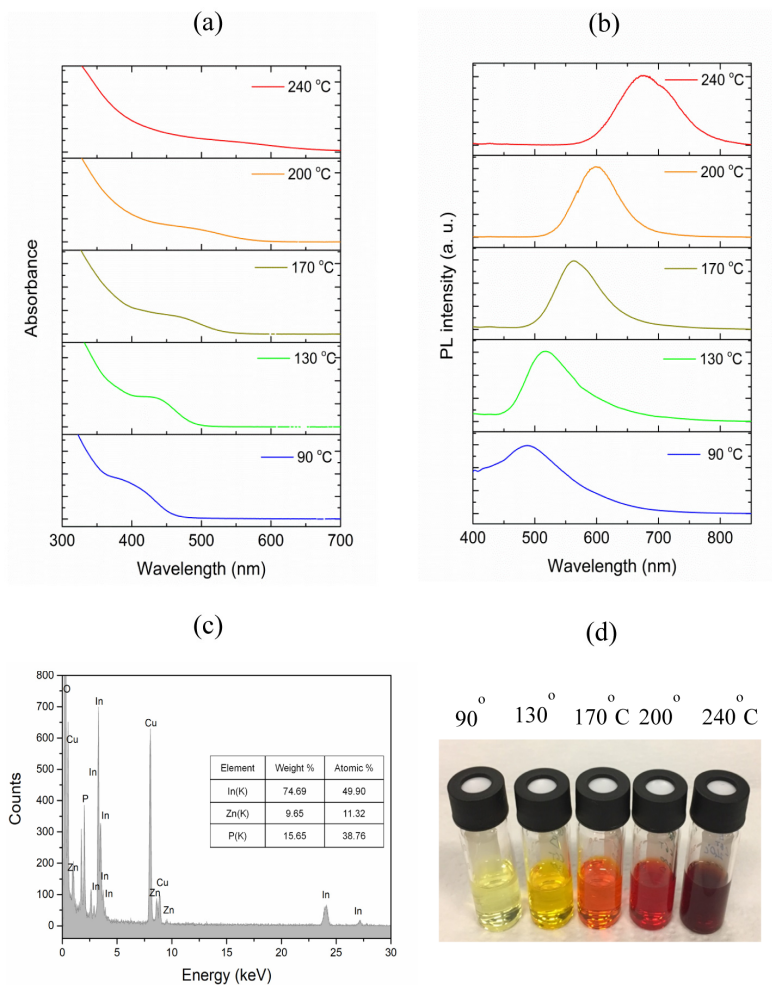 (a)
240 °C
200 °C
170 °C
130 °C
90 °C
Absorbance
300 400 500 600 700
Wavelength (nm)
(b)
240 °C
200 °C
170 °C
130 °C
90 °C
PL intensity (a. u.)
400 500 600 700 800
Wavelength (nm)
(c)
800
700
600
500
400
300
200
100
0
Counts
O
In
Cu
Cu
In
P
In
Zn
In
In
In
Cu
Zn
Zn
In
In
Element Weight % Atomic %
In(K) 74.69 49.90
Zn(K) 9.65 11.32
P(K) 15.65 38.76
0 5 10 15 20 25 30
Energy (keV)
(d)
90° 130° 170° C 200° 240° C